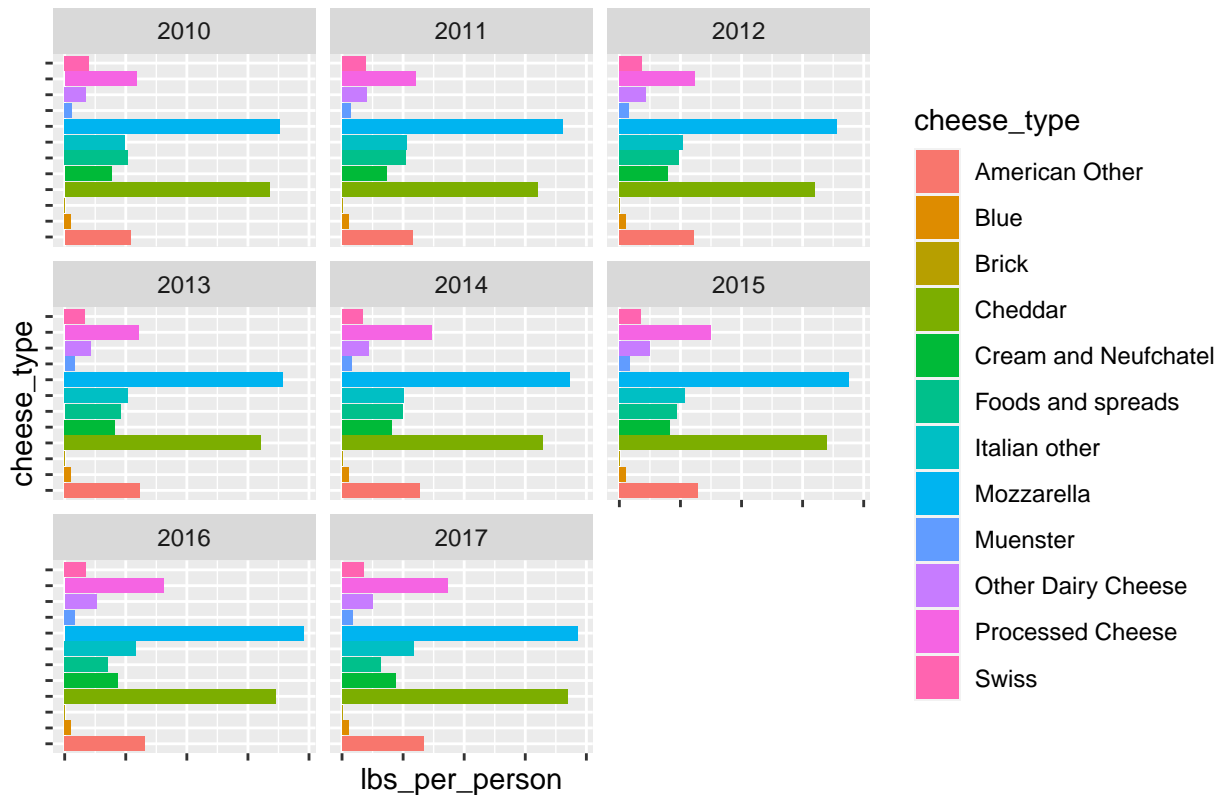 2010
2011
2012
2013
2014
2015
2016
2017
cheese_type
lbs_per_person
cheese_type
American Other
Blue
Brick
Cheddar
Cream and Neufchatel
Foods and spreads
Italian other
Mozzarella
Muenster
Other Dairy Cheese
Processed Cheese
Swiss